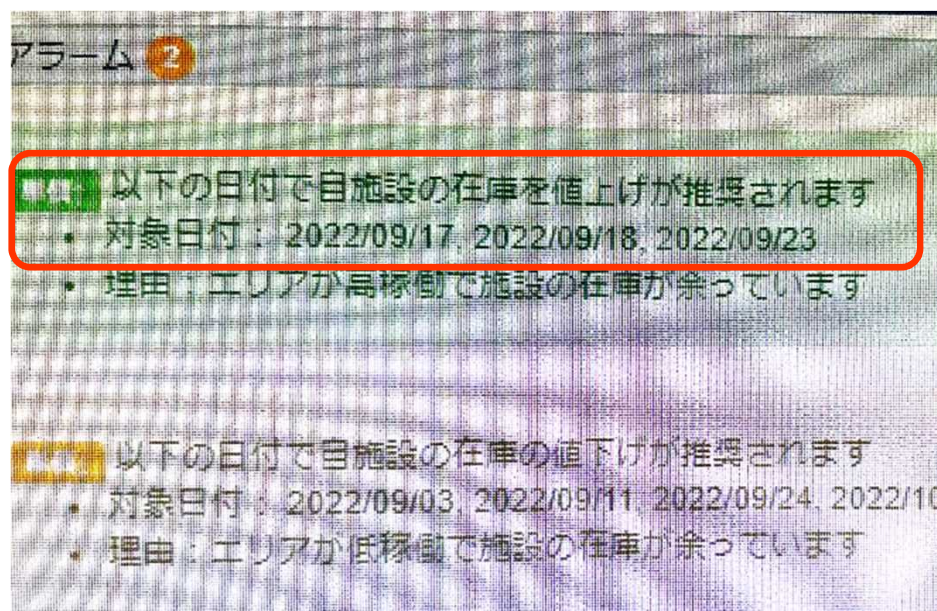 アラーム 2
以下の日付で自施設の在庫を値上げが推奨されます
• 対象日付： 2022/09/17, 2022/09/18, 2022/09/23
• 理由：エリアが高稼働で施設の在庫が余っています
以下の日付で自施設の在庫の値下げが推奨されます
• 対象日付： 2022/09/03, 2022/09/11, 2022/09/24, 2022/10
• 理由：エリアが低稼働で施設の在庫が余っています